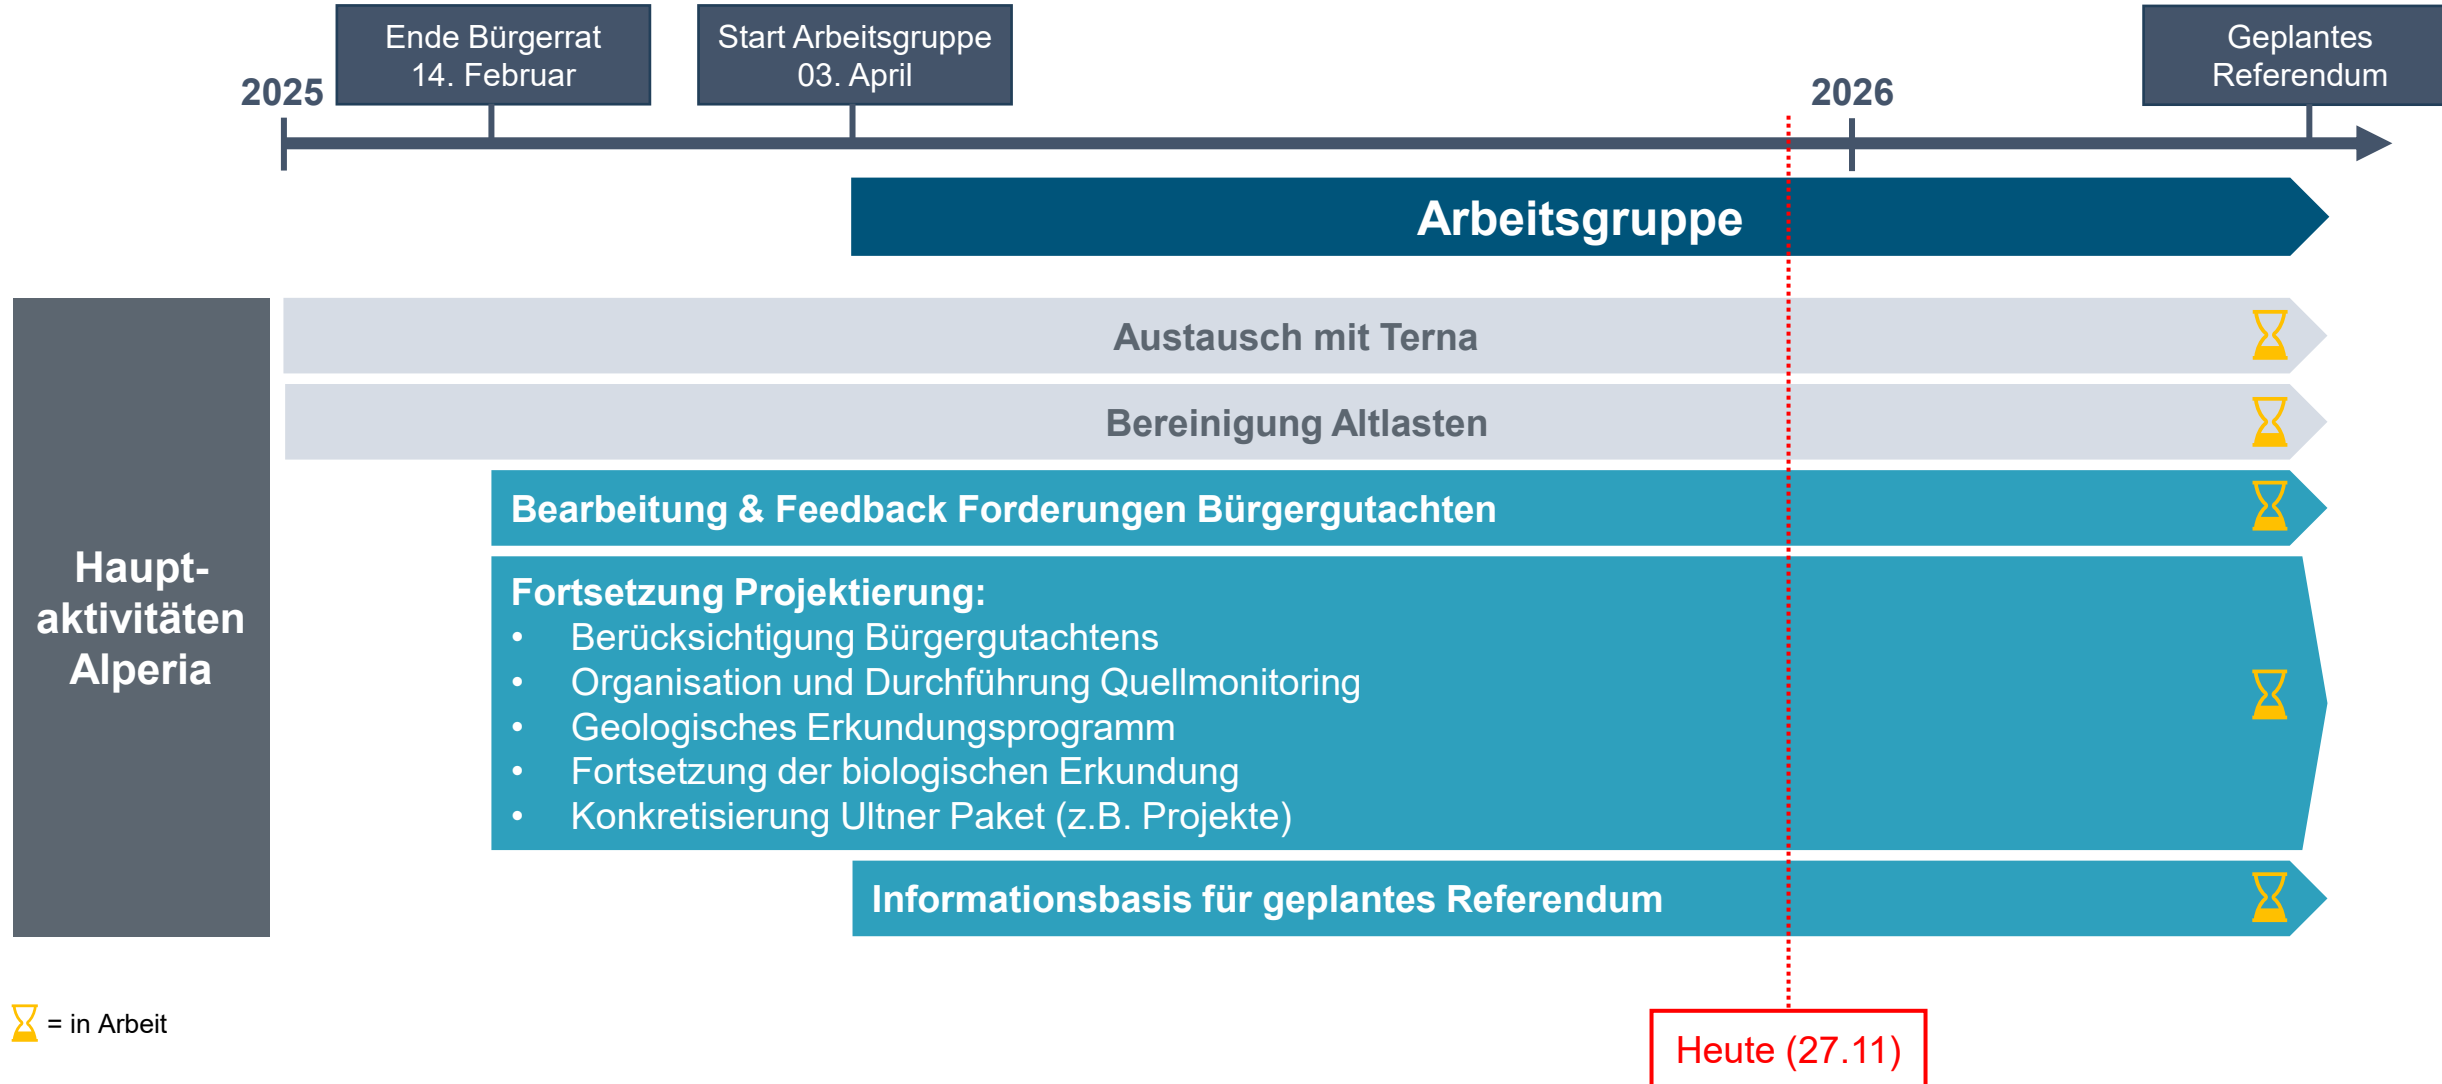 Ende Bürgerrat
14. Februar
Start Arbeitsgruppe
03. April
Geplantes
Referendum
2025
2026
Arbeitsgruppe
Haupt-
aktivitäten
Alperia
Austausch mit Terna
Bereinigung Altlasten
Bearbeitung & Feedback Forderungen Bürgergutachten
Fortsetzung Projektierung:
• Berücksichtigung Bürgergutachtens
• Organisation und Durchführung Quellmonitoring
• Geologisches Erkundungsprogramm
• Fortsetzung der biologischen Erkundung
• Konkretisierung Ultner Paket (z.B. Projekte)
Informationsbasis für geplantes Referendum
= in Arbeit
Heute (27.11)